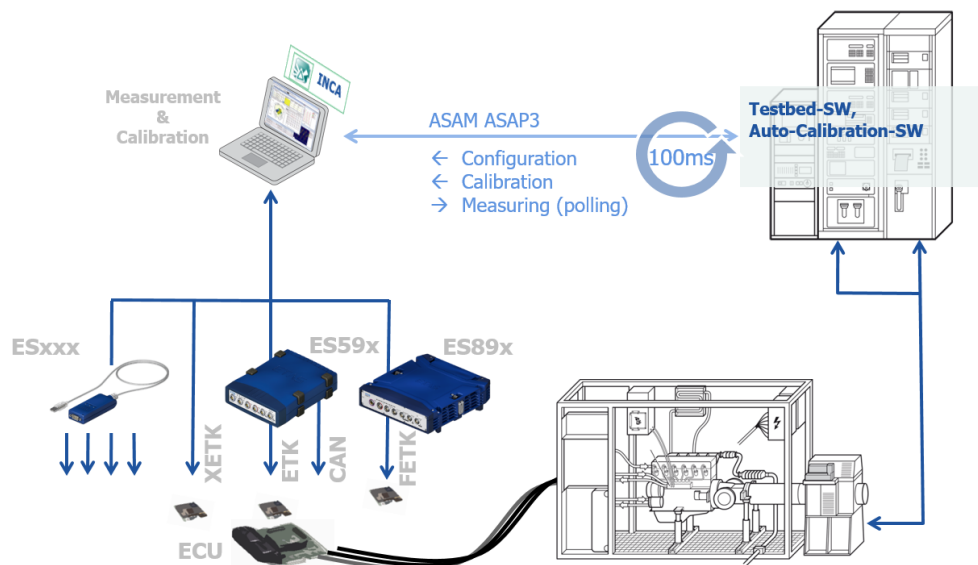 INCA
Measurement
&
Calibration
ASAM ASAP3
← Configuration
← Calibration
→ Measuring (polling)
100ms
Testbed-SW,
Auto-Calibration-SW
ESxxx
ES59x
ES89x
XETK
ETK
CAN
FETK
ECU